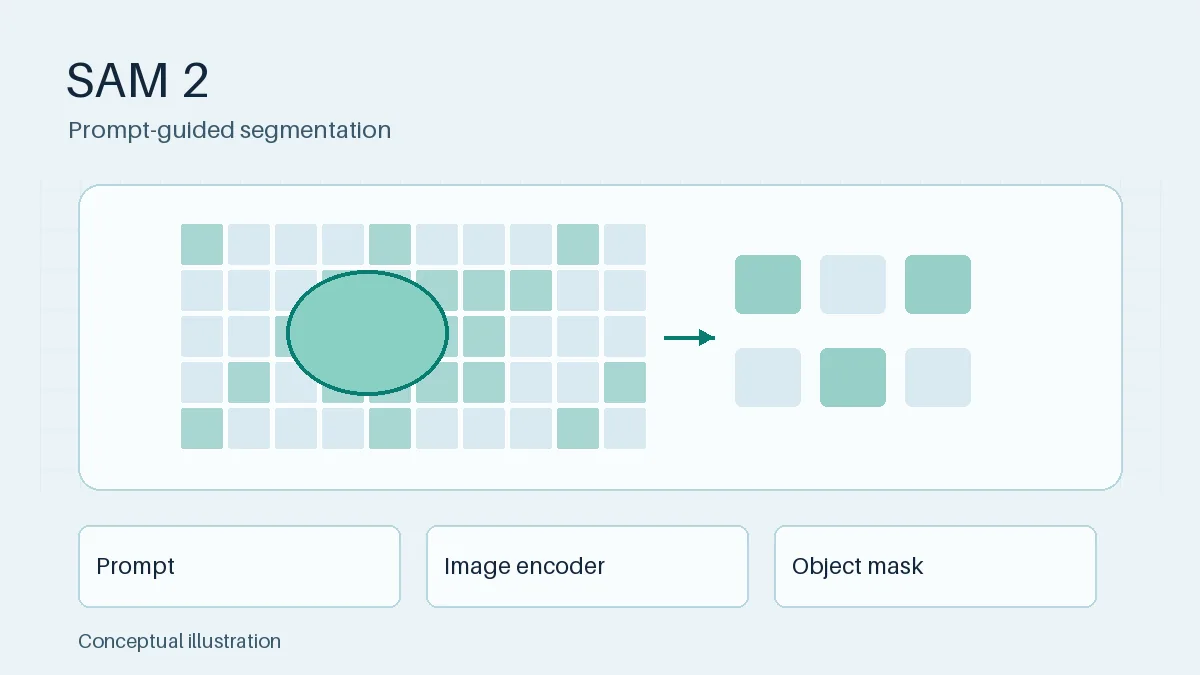 SAM 2
Prompt-guided segmentation
Prompt
Image encoder
Object mask
Conceptual illustration